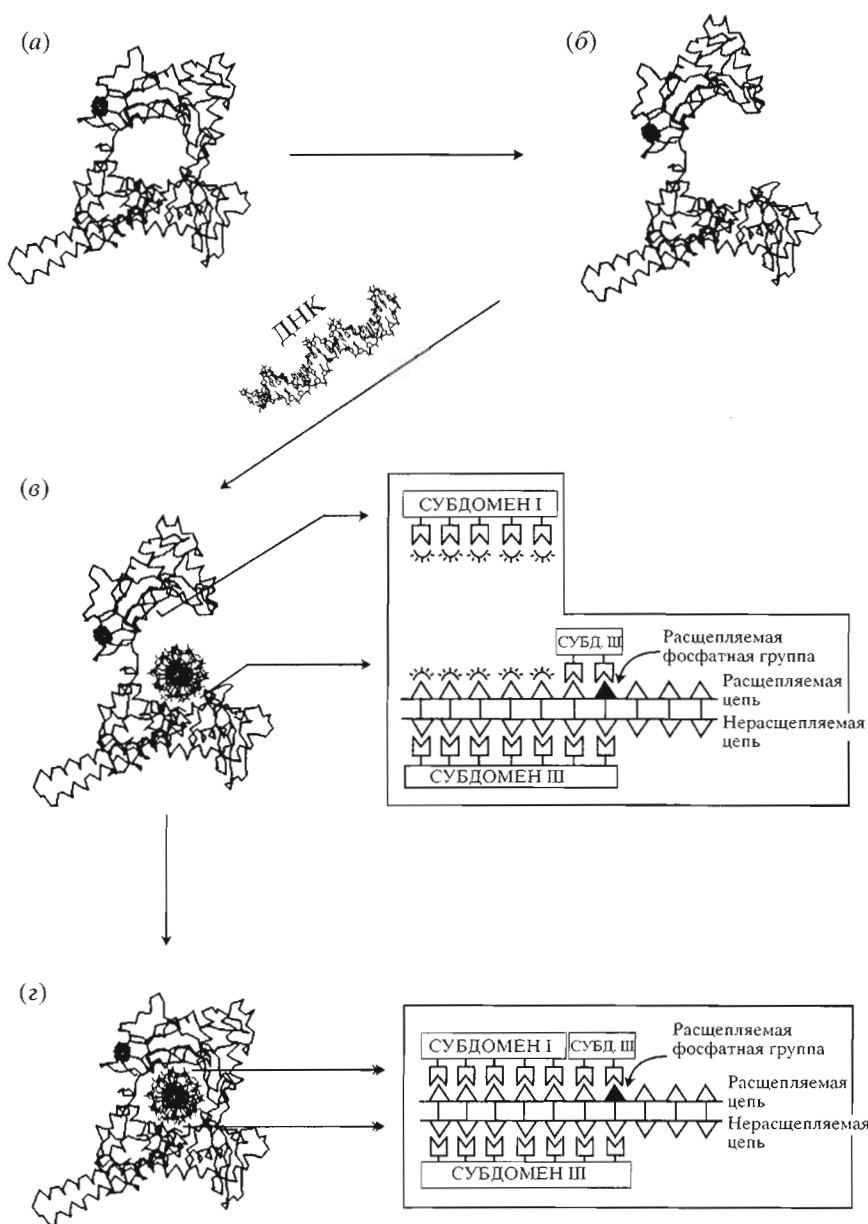 (а)
(б)
ДНК
(в)
СУБДОМЕН I
СУБД. III
Расщепляемая
фосфатная группа
Расщепляемая
цепь
Нерасщепляемая
цепь
СУБДОМЕН III
(г)
СУБДОМЕН I
СУБД. III
Расщепляемая
фосфатная группа
Расщепляемая
цепь
Нерасщепляемая
цепь
СУБДОМЕН III